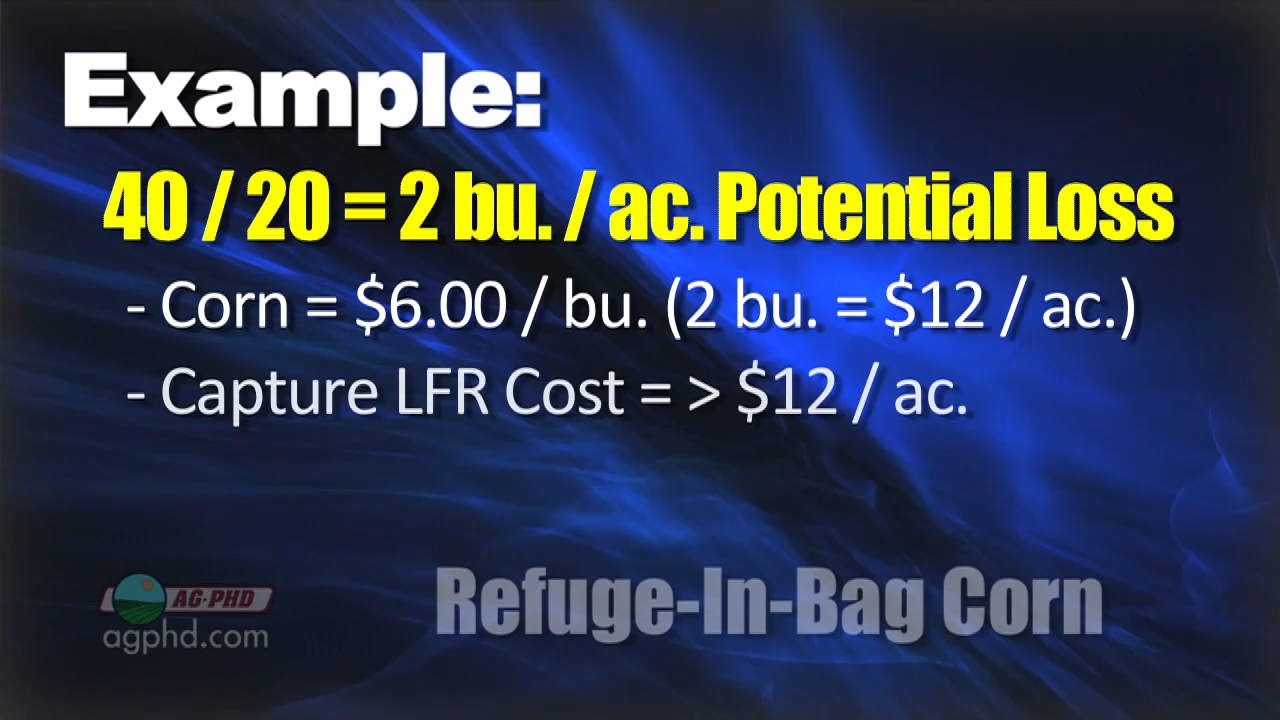 Example:
40 / 20 = 2 bu. / ac. Potential Loss
- Corn = $6.00 / bu. (2 bu. = $12 / ac.)
- Capture LFR Cost = > $12 / ac.
AG-PHD
agphd.com
Refuge-In-Bag Corn